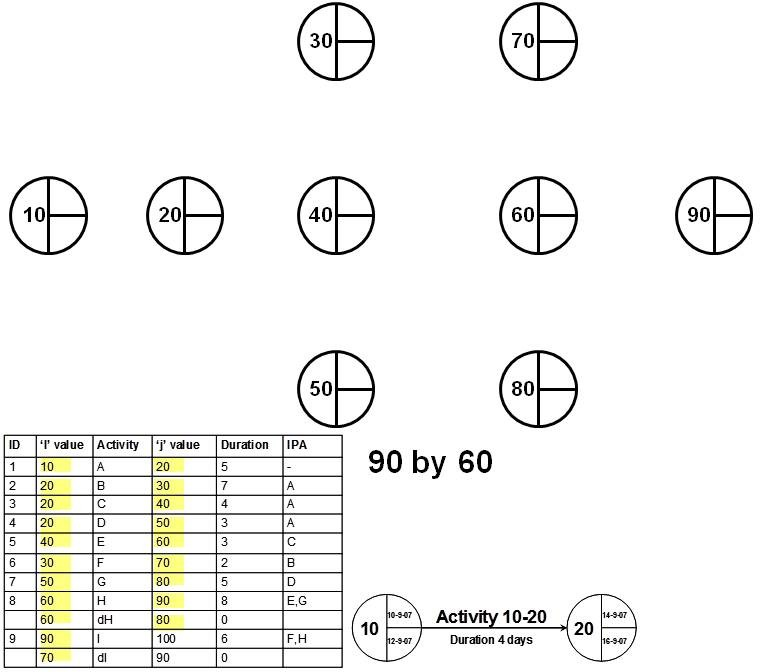 30 70
10 20 40 60 90
50 80
ID 'I' value Activity 'j' value Duration IPA
1 10 A 20 5 -
2 20 B 30 7 A
3 20 C 40 4 A
4 20 D 50 3 A
5 40 E 60 3 C
6 30 F 70 2 B
7 50 G 80 5 D
8 60 H 90 8 E,G
60 dH 80 0
9 90 I 100 6 F,H
70 dI 90 0
90 by 60
10 10-9-07 12-9-07
Activity 10-20
Duration 4 days
20 14-9-07 16-9-07